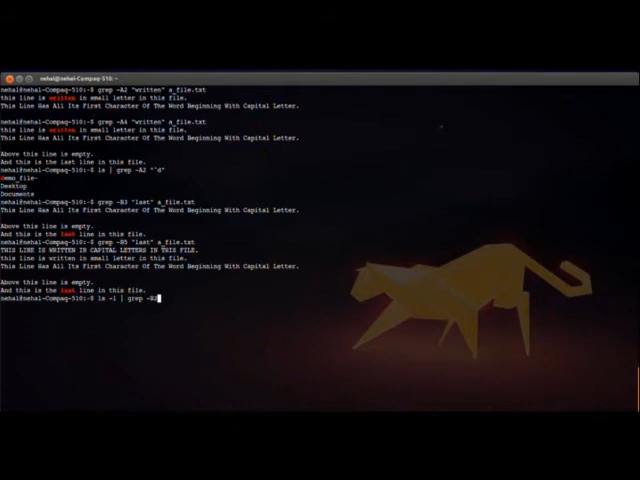 nehal@nehal-Compaq-510: ~
nehal@nehal-Compaq-510:~$ grep -A2 "written" a_file.txt
this line is written in small letter in this file.
This Line Has All Its First Character Of The Word Beginning With Capital Letter.
nehal@nehal-Compaq-510:~$ grep -A4 "written" a_file.txt
this line is written in small letter in this file.
This Line Has All Its First Character Of The Word Beginning With Capital Letter.
Above this line is empty.
And this is the last line in this file.
nehal@nehal-Compaq-510:~$ ls | grep -A2 "^d"
demo_file~
Desktop
Documents
nehal@nehal-Compaq-510:~$ grep -B3 "last" a_file.txt
This Line Has All Its First Character Of The Word Beginning With Capital Letter.
Above this line is empty.
And this is the last line in this file.
nehal@nehal-Compaq-510:~$ grep -B5 "last" a_file.txt
THIS LINE IS WRITTEN IN CAPITAL LETTERS IN THIS FILE.
this line is written in small letter in this file.
This Line Has All Its First Character Of The Word Beginning With Capital Letter.
Above this line is empty.
And this is the last line in this file.
nehal@nehal-Compaq-510:~$ ls -l | grep -B2